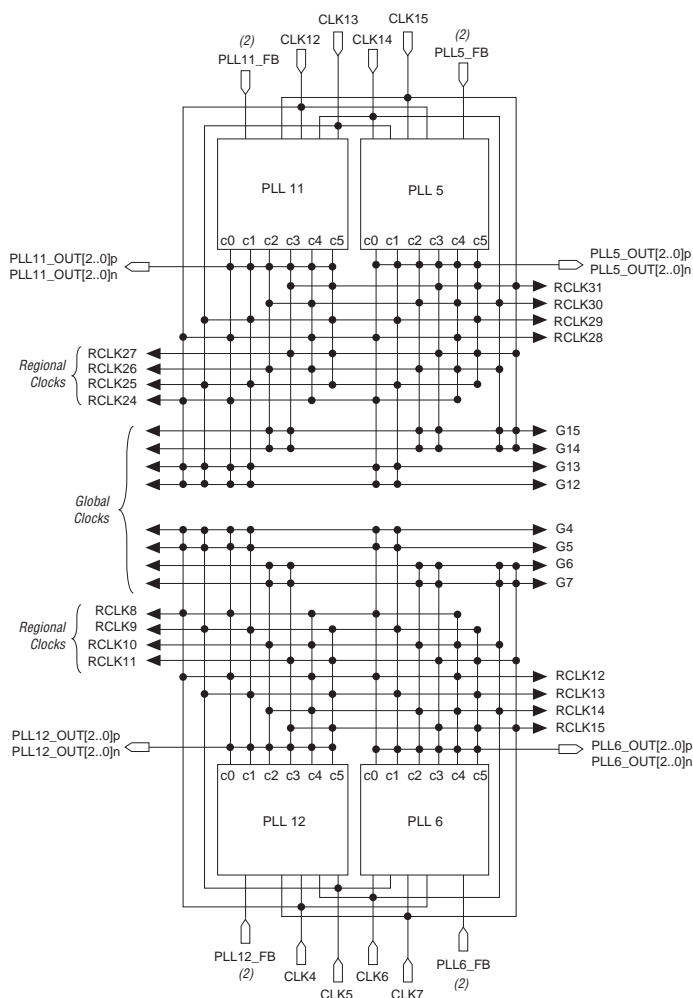 CLK13 CLK15
(2) CLK12 CLK14 (2)
PLL11_FB PLL5_FB
PLL 11 PLL 5
c0 c1 c2 c3 c4 c5 c0 c1 c2 c3 c4 c5
PLL11_OUT[2..0]p PLL5_OUT[2..0]p
PLL11_OUT[2..0]n PLL5_OUT[2..0]n
RCLK31
RCLK30
RCLK29
RCLK28
Regional
Clocks
RCLK27
RCLK26
RCLK25
RCLK24
G15
G14
G13
G12
Global
Clocks
G4
G5
G6
G7
Regional
Clocks
RCLK8
RCLK9
RCLK10
RCLK11
RCLK12
RCLK13
RCLK14
RCLK15
PLL12_OUT[2..0]p PLL6_OUT[2..0]p
PLL12_OUT[2..0]n PLL6_OUT[2..0]n
c0 c1 c2 c3 c4 c5 c0 c1 c2 c3 c4 c5
PLL 12 PLL 6
PLL12_FB PLL6_FB
(2) CLK4 CLK6 (2)
CLK5 CLK7